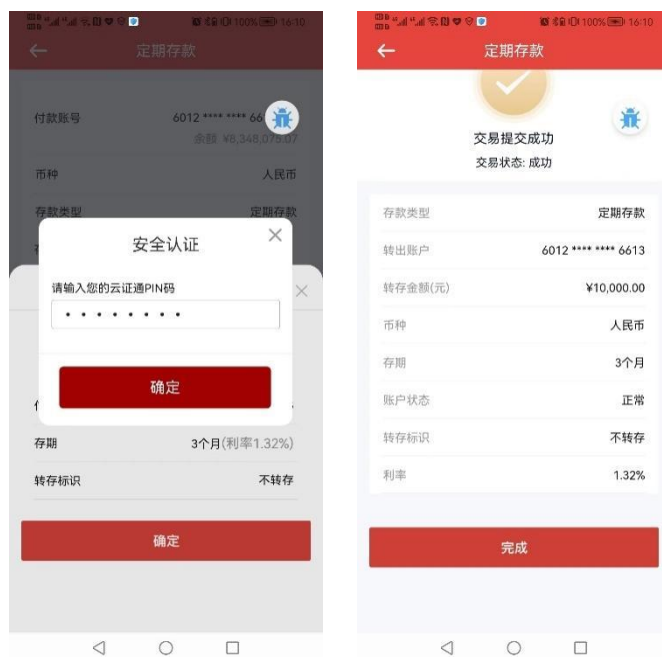 100% 16:10
定期存款
付款账号 6012 **** **** 66
余额 ¥8,348,075.07
币种 人民币
存款类型 定期存款
安全认证
请输入您的云证通PIN码
••••••••
确定
存期 3个月(利率1.32%)
转存标识 不转存
确定
100% 16:10
定期存款
交易提交成功
交易状态: 成功
存款类型 定期存款
转出账户 6012 **** **** 6613
转存金额(元) ¥10,000.00
币种 人民币
存期 3个月
账户状态 正常
转存标识 不转存
利率 1.32%
完成